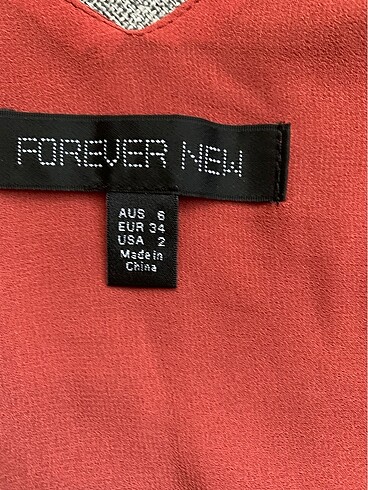 FOREVER NEW
AUS 6
EUR 34
USA 2
Made in
China